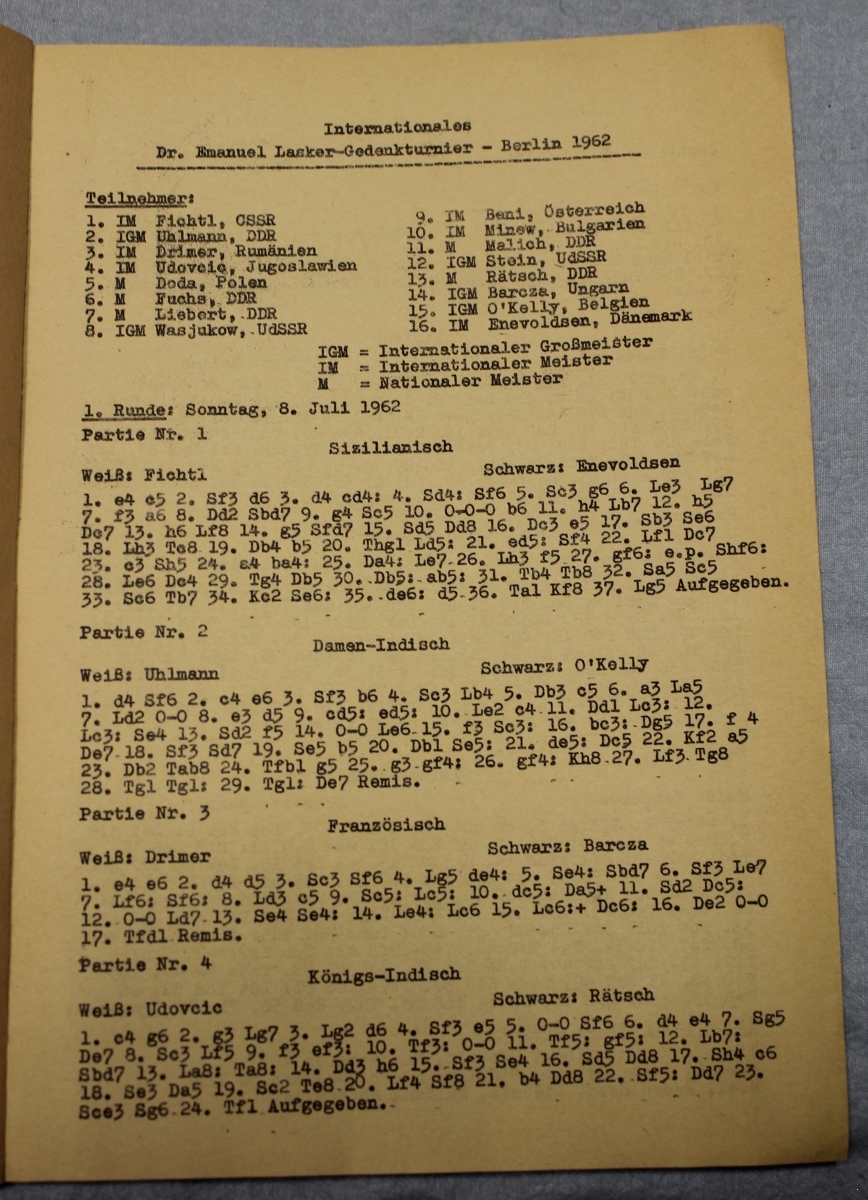 Internationales
Dr. Emanuel Lasker-Gedenkturnier - Berlin 1962
Teilnehmer:
1. IM Fichtl, CSSR
2. IGM Uhlmann, DDR
3. IM Drimer, Rumänien
4. IM Udovcic, Jugoslawien
5. M Doda, Polen
6. M Fuchs, DDR
7. M Liebert, DDR
8. IGM Wasjukow, UdSSR
9. IM Beni, Österreich
10. IM Minew, Bulgarien
11. M Malich, DDR
12. IGM Stein, UdSSR
13. M Rätsch, DDR
14. IGM Barcza, Ungarn
15. IGM O'Kelly, Belgien
16. IM Enevoldsen, Dänemark
IGM = Internationaler Großmeister
IM = Internationaler Meister
M = Nationaler Meister
1. Runde: Sonntag, 8. Juli 1962
Partie Nr. 1
Sizilianisch
Weiß: Fichtl Schwarz: Enevoldsen
1. e4 c5 2. Sf3 d6 3. d4 cd4: 4. Sd4: Sf6 5. Sc3 g6 6. Le3 Lg7
7. f3 a6 8. Dd2 Sbd7 9. g4 Sc5 10. O-O-O b6 11. h4 Lb7 12. h5
Dc7 13. h6 Lf8 14. g5 Sfd7 15. Sd5 Dd8 16. Dc3 e5 17. Sb3 Se6
18. Lh3 Tc8 19. Db4 b5 20. Thg1 Ld5: 21. ed5: Sf4 22. Lf1 Dc7
23. c3 Sh5 24. a4 ba4: 25. Da4: Le7 26. Lh3 f5 27. gf6: e.p. Shf6:
28. Le6 Dc4 29. Tg4 Db5 30. Db5: ab5: 31. Tb4 Tb8 32. Sa5 Sc5
33. Sc6 Tb7 34. Kc2 Se6: 35. de6: d5 36. Ta1 Kf8 37. Lg5 Aufgegeben.
Partie Nr. 2
Damen-Indisch
Weiß: Uhlmann Schwarz: O'Kelly
1. d4 Sf6 2. c4 e6 3. Sf3 b6 4. Sc3 Lb4 5. Db3 c5 6. a3 La5
7. Ld2 O-O 8. e3 d5 9. cd5: ed5: 10. Le2 c4 11. Dd1 Lc3: 12.
Lc3: Se4 13. Sd2 f5 14. O-O Le6 15. f3 Sc3: 16. bc3: Dg5 17. f 4
De7 18. Sf3 Sd7 19. Se5 b5 20. Db1 Se5: 21. de5: Dc5 22. Kf2 a5
23. Db2 Tab8 24. Tfb1 g5 25. g3 gf4: 26. gf4: Kh8 27. Lf3 Tg8
28. Tg1 Tg1: 29. Tg1: De7 Remis.
Partie Nr. 3
Französisch
Weiß: Drimer Schwarz: Barcza
1. e4 e6 2. d4 d5 3. Sc3 Sf6 4. Lg5 de4: 5. Se4: Sbd7 6. Sf3 Le7
7. Lf6: Sf6: 8. Ld3 c5 9. Sc5: Lc5: 10. dc5: Da5+ 11. Sd2 Dc5:
12. O-O Ld7 13. Se4 Se4: 14. Le4: Lc6 15. Lc6:+ Dc6: 16. De2 O-O
17. Tfd1 Remis.
Partie Nr. 4
Königs-Indisch
Weiß: Udovcic Schwarz: Rätsch
1. c4 g6 2. g3 Lg7 3. Lg2 d6 4. Sf3 e5 5. O-O Sf6 6. d4 e4 7. Sg5
De7 8. Sc3 Lf5 9. f3 ef3: 10. Tf3: O-O 11. Tf5: gf5: 12. Lb7:
Sbd7 13. La8: Ta8: 14. Dd3 h6 15. Sf3 Se4 16. Sd5 Dd8 17. Sh4 c6
18. Se3 Da5 19. Sc2 Te8 20. Lf4 Sf8 21. b4 Dd8 22. Sf5: Dd7 23.
Sce3 Sg6 24. Tf1 Aufgegeben.